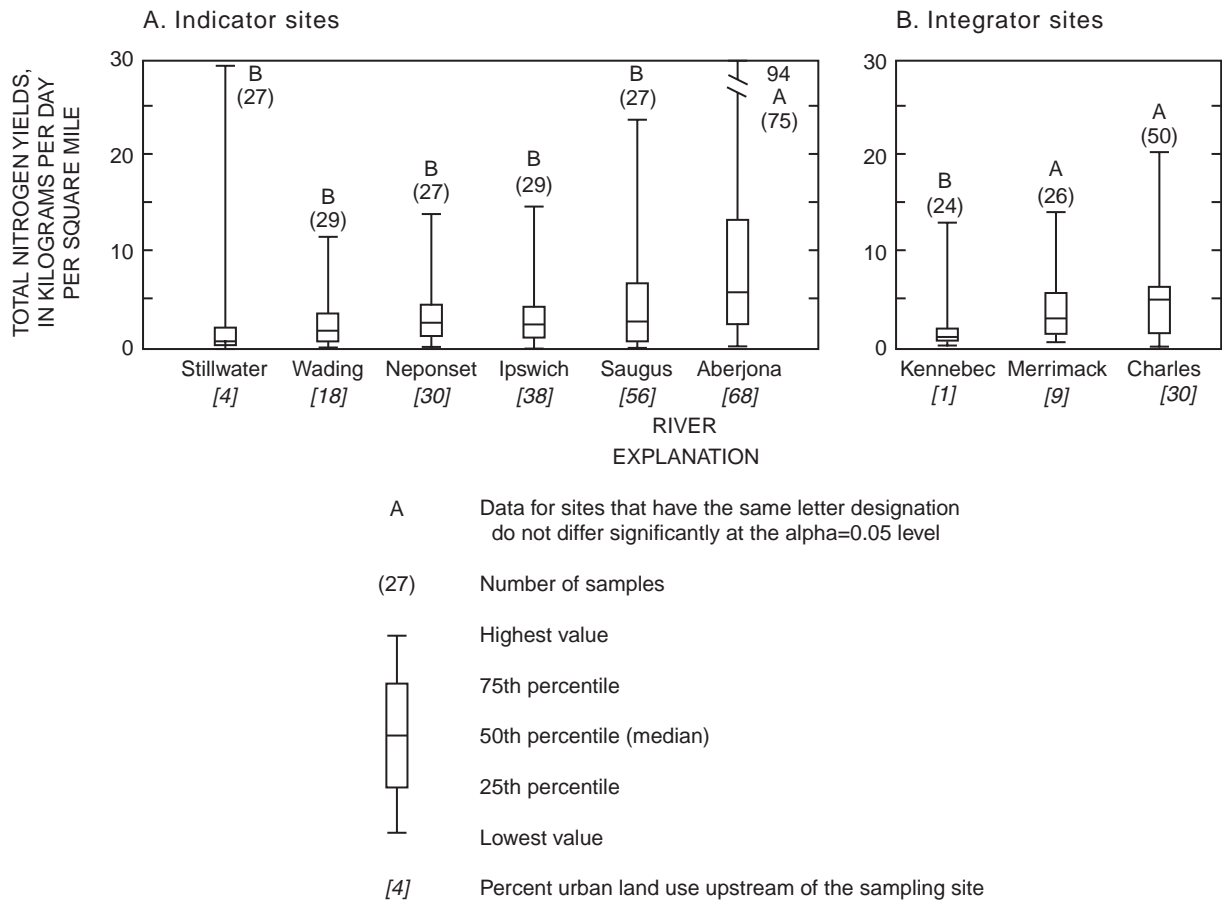 A. Indicator sites
TOTAL NITROGEN YIELDS,
IN KILOGRAMS PER DAY
PER SQUARE MILE
30
20
10
0
B
(27)
B
(29)
B
(27)
B
(29)
B
(27)
94
A
(75)
Stillwater
[4]
Wading
[18]
Neponset
[30]
Ipswich
[38]
Saugus
[56]
Aberjona
[68]
B. Integrator sites
30
20
10
0
B
(24)
A
(26)
A
(50)
Kennebec
[1]
Merrimack
[9]
Charles
[30]
RIVER
EXPLANATION
A
Data for sites that have the same letter designation
do not differ significantly at the alpha=0.05 level
(27)
Number of samples
Highest value
75th percentile
50th percentile (median)
25th percentile
Lowest value
[4]
Percent urban land use upstream of the sampling site